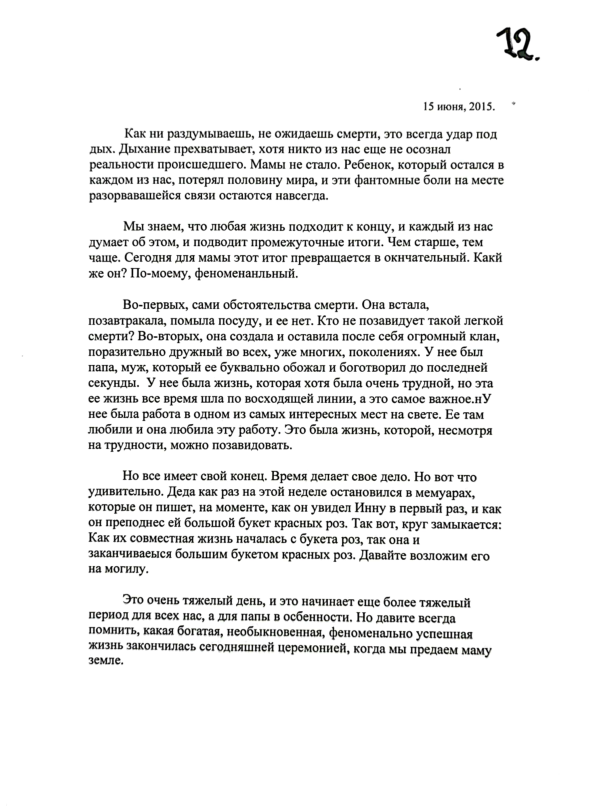 12.
15 июня, 2015.
Как ни раздумываешь, не ожидаешь смерти, это всегда удар под
дых. Дыхание прехватывает, хотя никто из нас еще не осознал
реальности происшедшего. Мамы не стало. Ребенок, который остался в
каждом из нас, потерял половину мира, и эти фантомные боли на месте
разорвавашейся связи остаются навсегда.
Мы знаем, что любая жизнь подходит к концу, и каждый из нас
думает об этом, и подводит промежуточные итоги. Чем старше, тем
чаще. Сегодня для мамы этот итог превращается в окнчательный. Какй
же он? По-моему, феноменанльный.
Во-первых, сами обстоятельства смерти. Она встала,
позавтракала, помыла посуду, и ее нет. Кто не позавидует такой легкой
смерти? Во-вторых, она создала и оставила после себя огромный клан,
поразительно дружный во всех, уже многих, поколениях. У нее был
папа, муж, который ее буквально обожал и боготворил до последней
секунды. У нее была жизнь, которая хотя была очень трудной, но эта
ее жизнь все время шла по восходящей линии, а это самое важное.нУ
нее была работа в одном из самых интересных мест на свете. Ее там
любили и она любила эту работу. Это была жизнь, которой, несмотря
на трудности, можно позавидовать.
Но все имеет свой конец. Время делает свое дело. Но вот что
удивительно. Деда как раз на этой неделе остановился в мемуарах,
которые он пишет, на моменте, как он увидел Инну в первый раз, и как
он преподнес ей большой букет красных роз. Так вот, круг замыкается:
Как их совместная жизнь началась с букета роз, так она и
заканчиваеыся большим букетом красных роз. Давайте возложим его
на могилу.
Это очень тяжелый день, и это начинает еще более тяжелый
период для всех нас, а для папы в осбенности. Но давите всегда
помнить, какая богатая, необыкновенная, феноменально успешная
жизнь закончилась сегодняшней церемонией, когда мы предаем маму
земле.